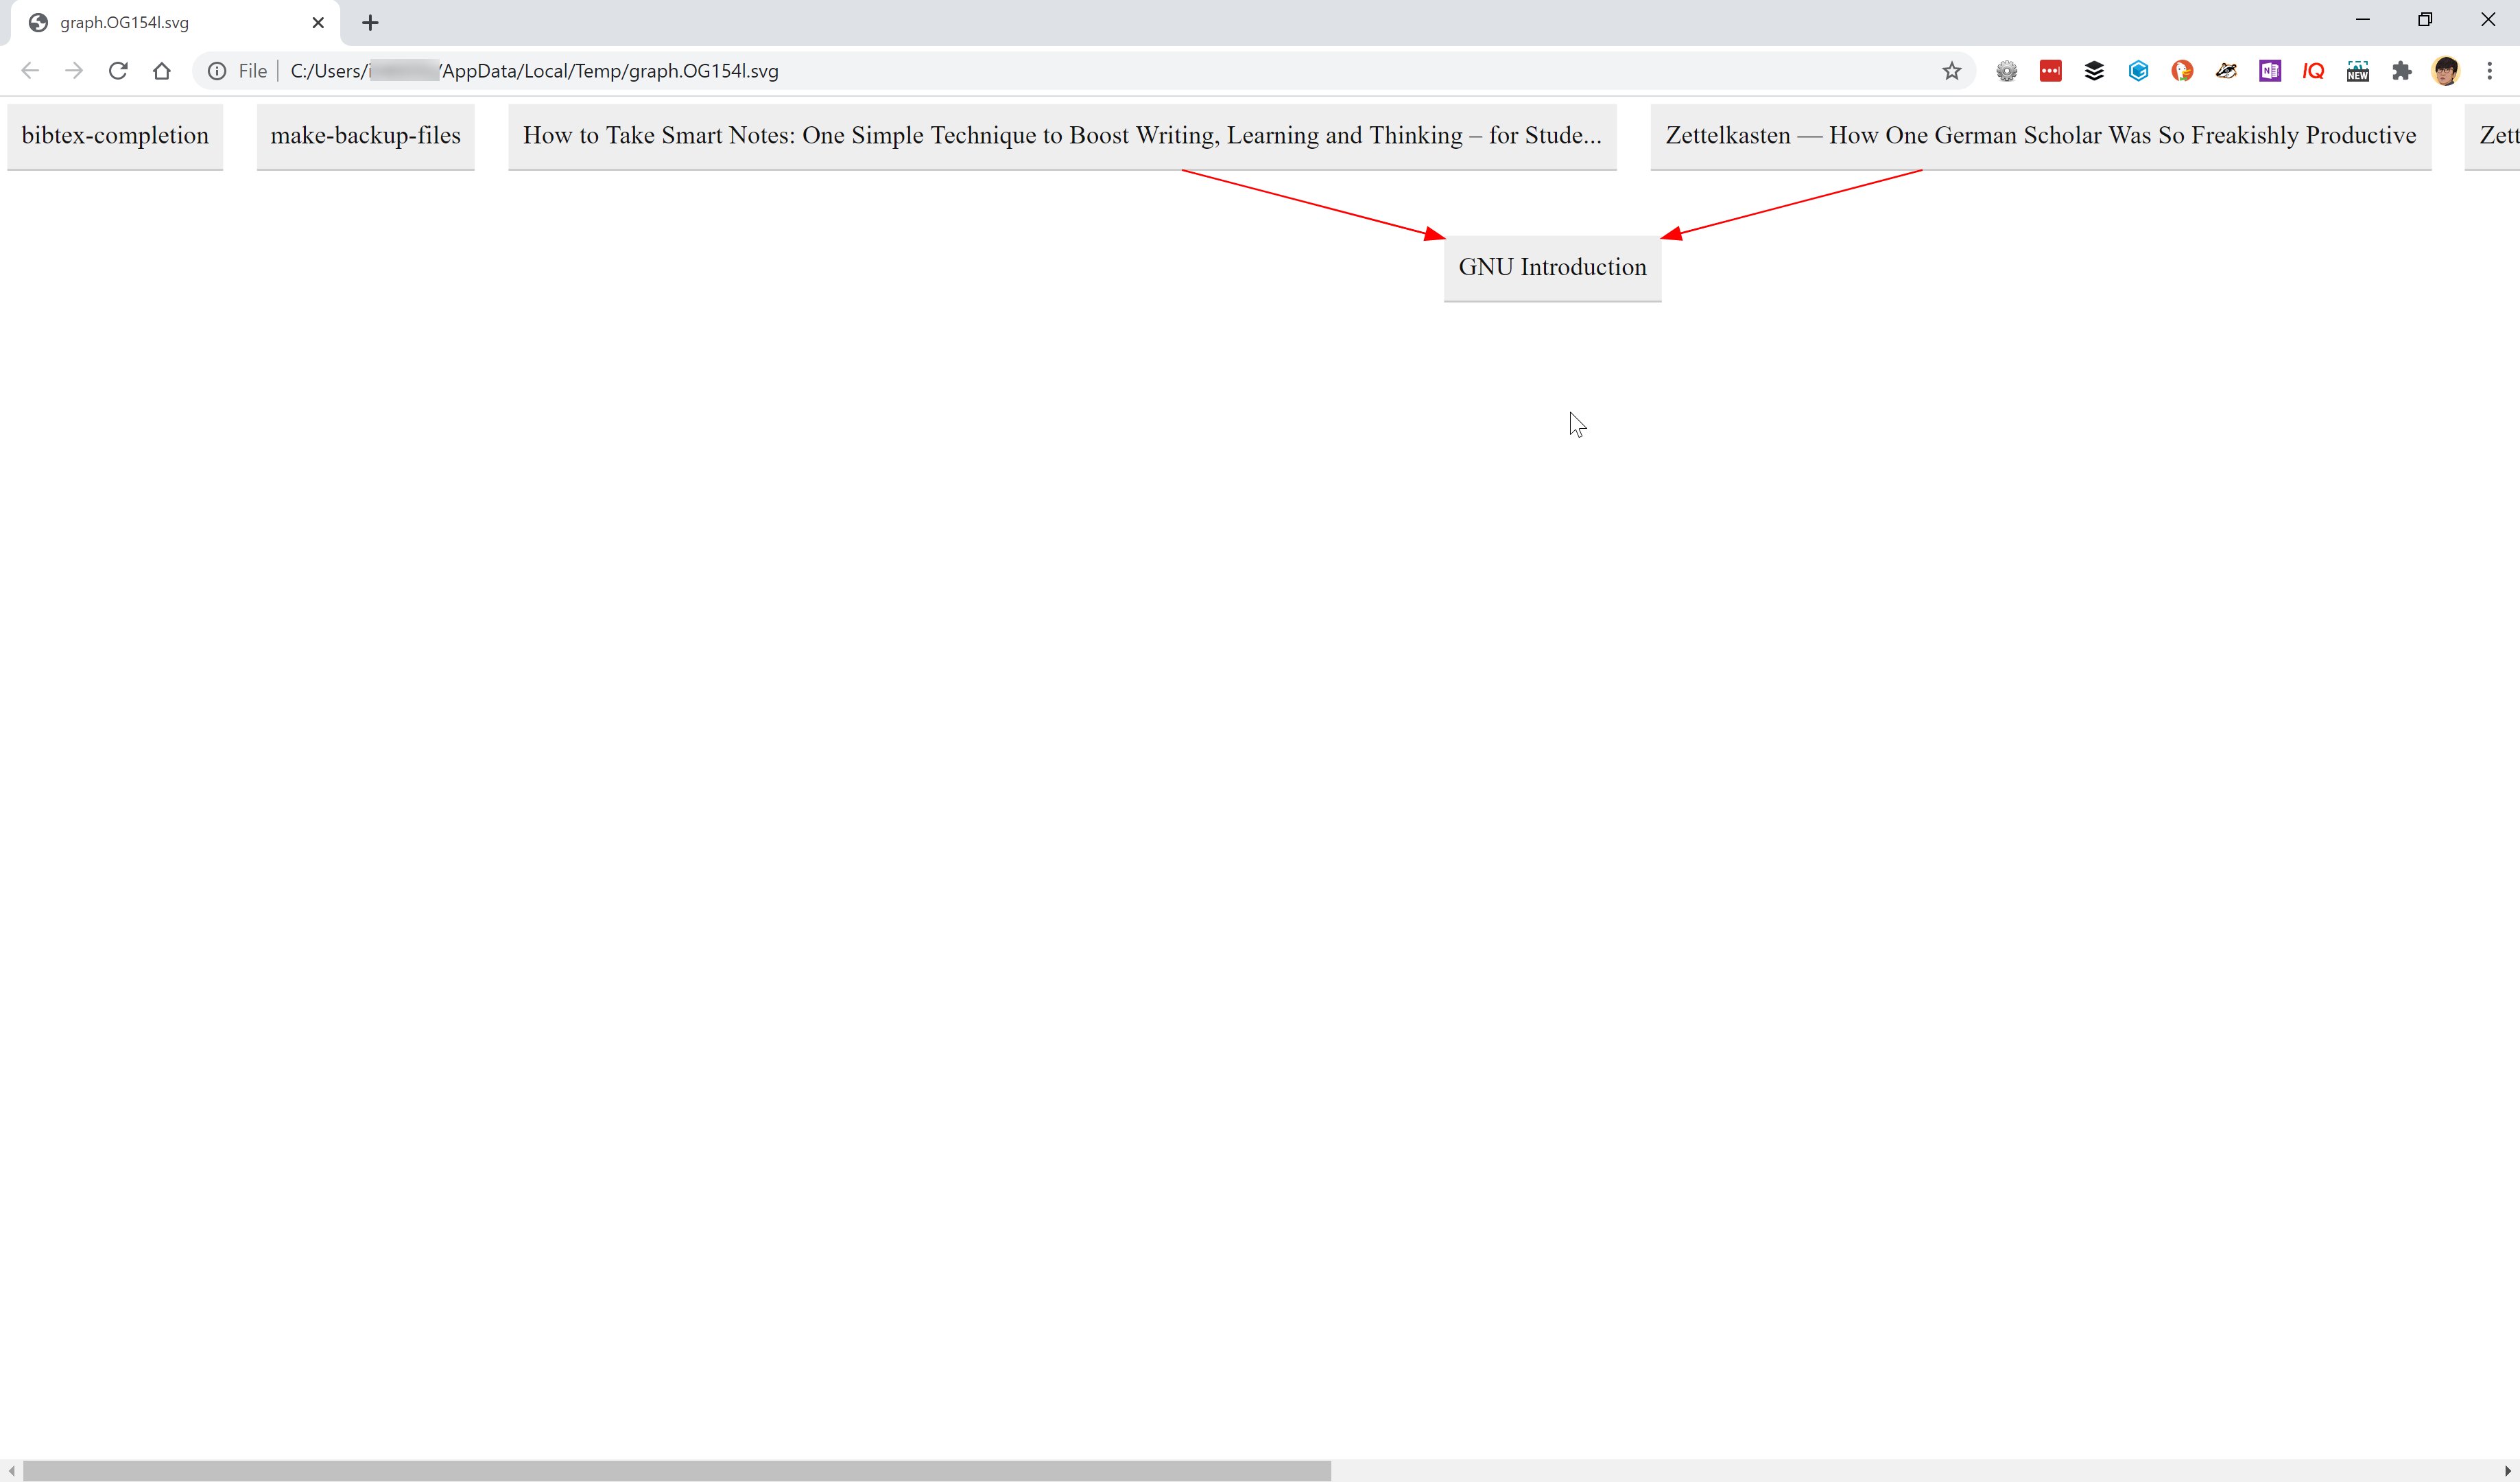 graph.OG154l.svg
File C:/Users/i /AppData/Local/Temp/graph.OG154l.svg
IQ
NEW
bibtex-completion
make-backup-files
How to Take Smart Notes: One Simple Technique to Boost Writing, Learning and Thinking – for Stude...
Zettelkasten — How One German Scholar Was So Freakishly Productive
Zett
GNU Introduction